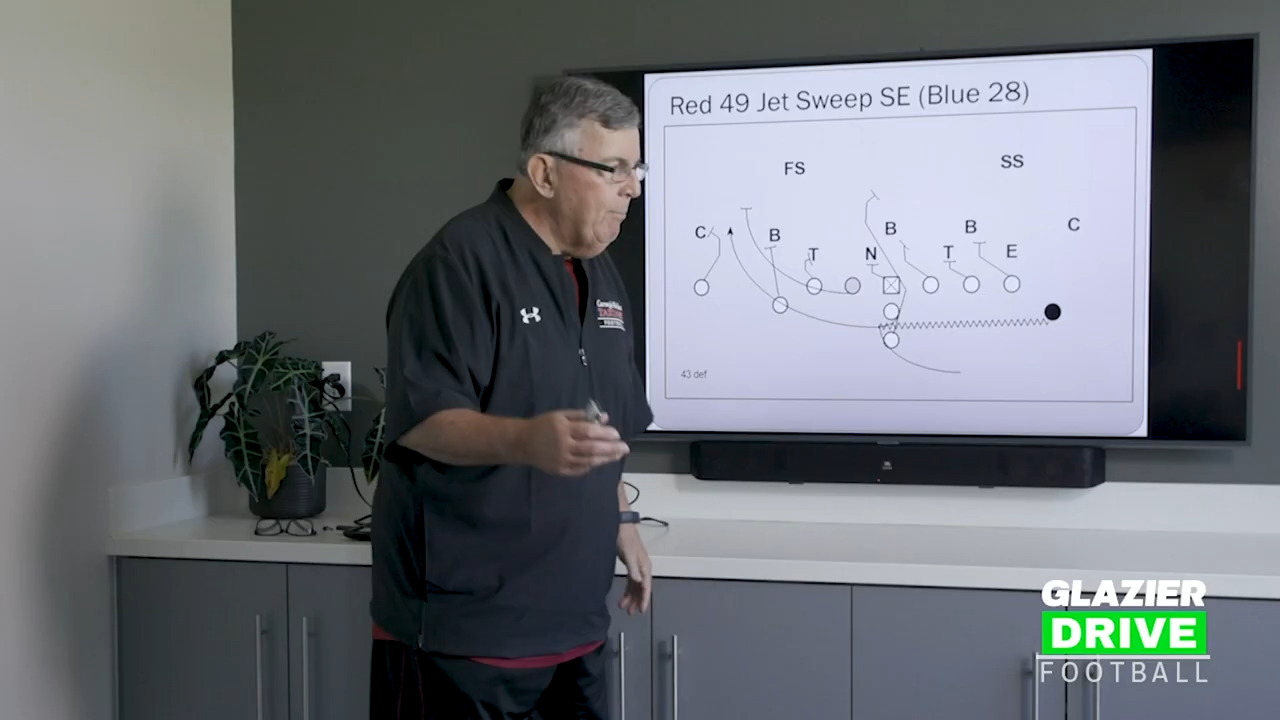 Red 49 Jet Sweep SE (Blue 28)
FS
SS
C
B
B
B
C
T
N
T
E
43 def
GLAZIER
DRIVE
FOOTBALL